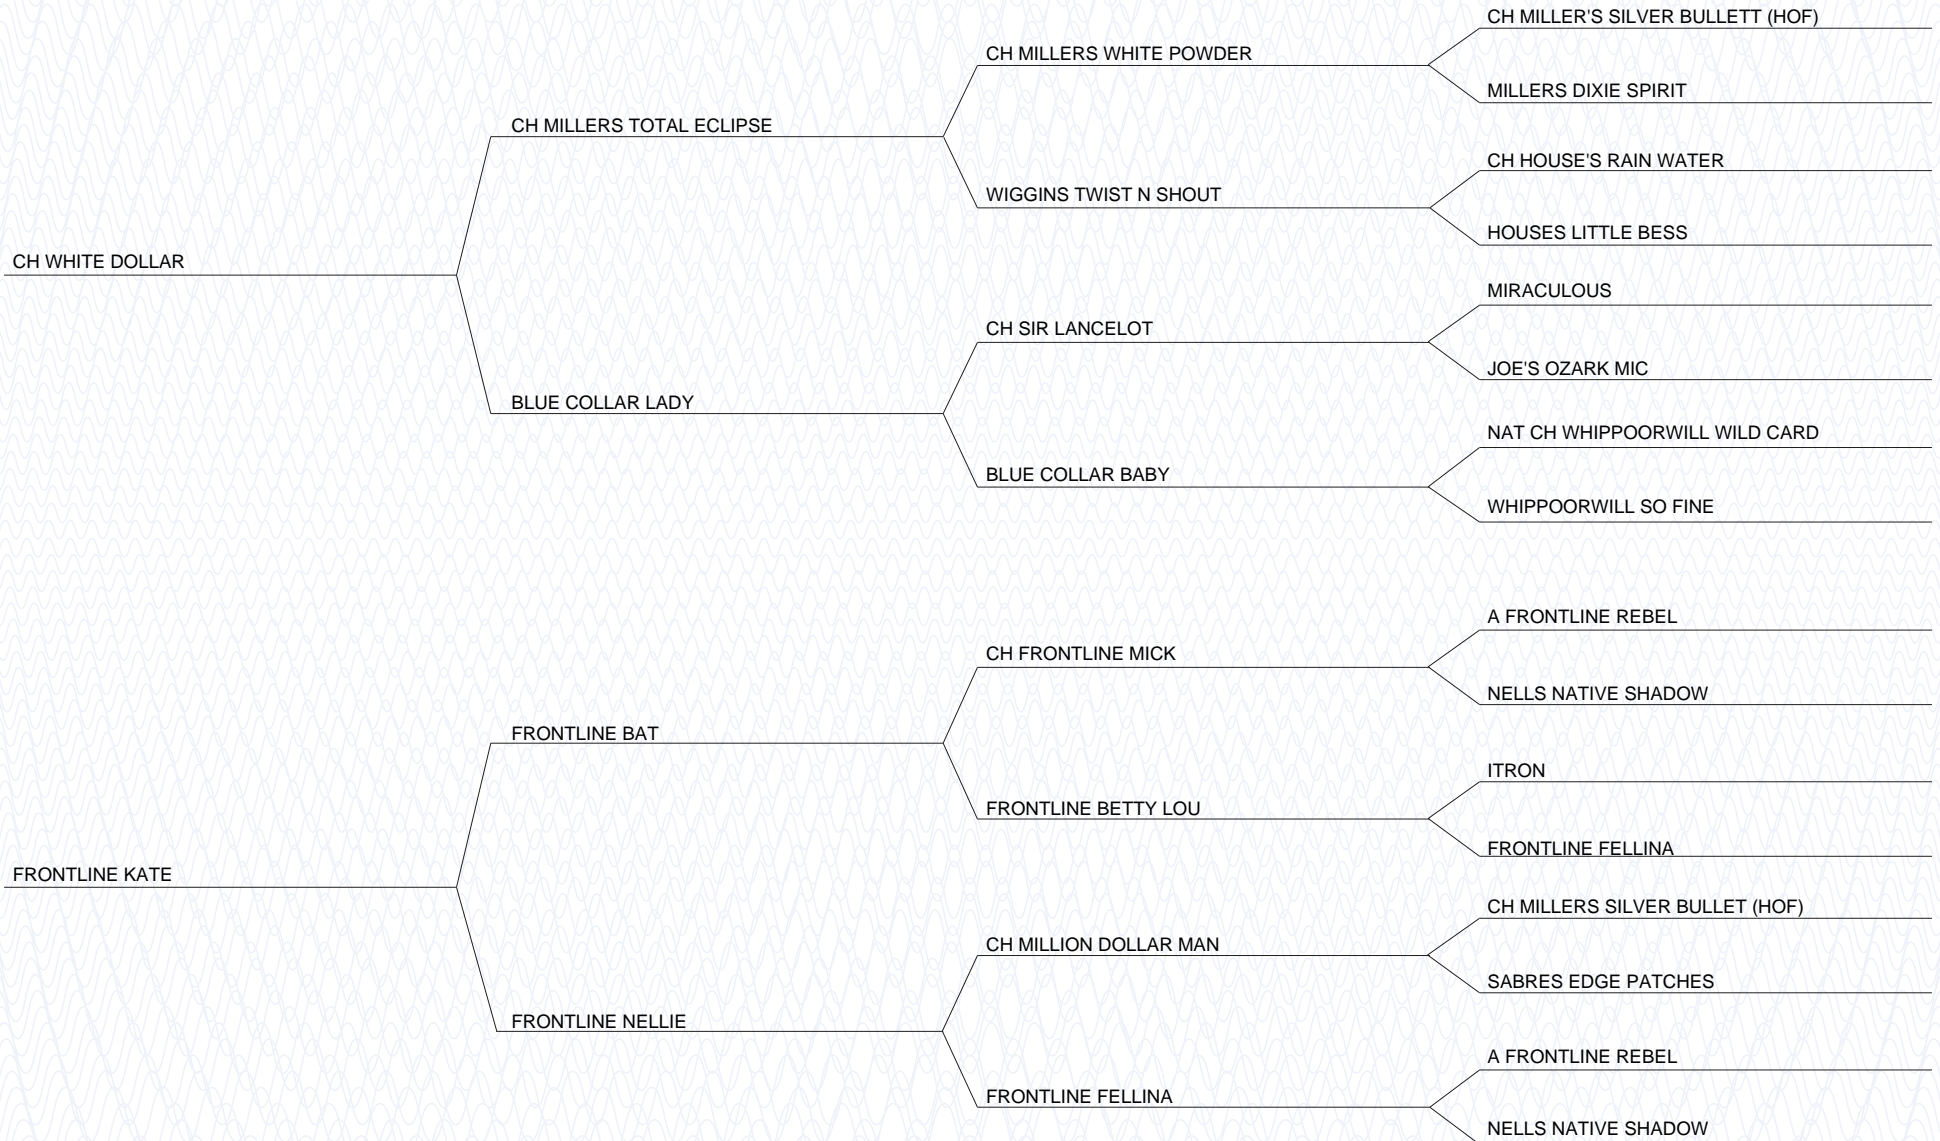 CH MILLER'S SILVER BULLETT (HOF)
CH MILLERS WHITE POWDER
MILLERS DIXIE SPIRIT
CH MILLERS TOTAL ECLIPSE
CH HOUSE'S RAIN WATER
WIGGINS TWIST N SHOUT
HOUSES LITTLE BESS
CH WHITE DOLLAR
MIRACULOUS
CH SIR LANCELOT
JOE'S OZARK MIC
BLUE COLLAR LADY
NAT CH WHIPPOORWILL WILD CARD
BLUE COLLAR BABY
WHIPPOORWILL SO FINE
A FRONTLINE REBEL
CH FRONTLINE MICK
NELLS NATIVE SHADOW
FRONTLINE BAT
ITRON
FRONTLINE BETTY LOU
FRONTLINE FELLINA
FRONTLINE KATE
CH MILLERS SILVER BULLET (HOF)
CH MILLION DOLLAR MAN
SABRES EDGE PATCHES
FRONTLINE NELLIE
A FRONTLINE REBEL
FRONTLINE FELLINA
NELLS NATIVE SHADOW